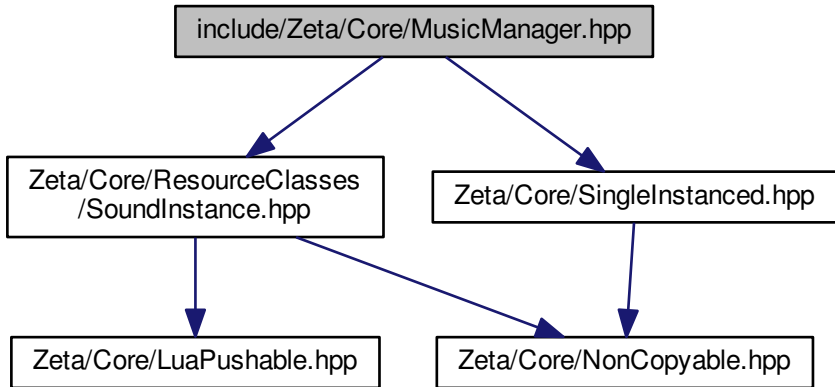 include/Zeta/Core/MusicManager.hpp
Zeta/Core/ResourceClasses
/SoundInstance.hpp
Zeta/Core/SingleInstanced.hpp
Zeta/Core/LuaPushable.hpp
Zeta/Core/NonCopyable.hpp